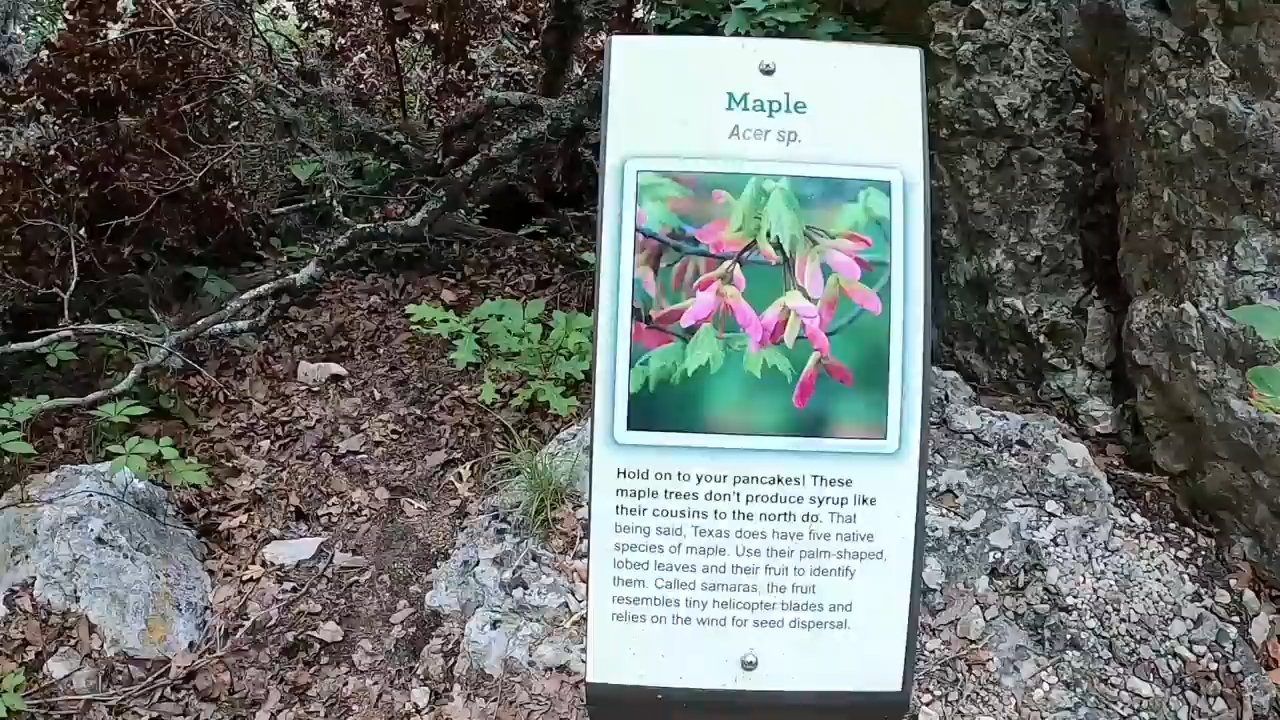 Maple
Acer sp.
Hold on to your pancakes! These
maple trees don't produce syrup like
their cousins to the north do. That
being said, Texas does have five native
species of maple. Use their palm-shaped,
lobed leaves and their fruit to identify
them. Called samaras, the fruit
resembles tiny helicopter blades and
relies on the wind for seed dispersal.